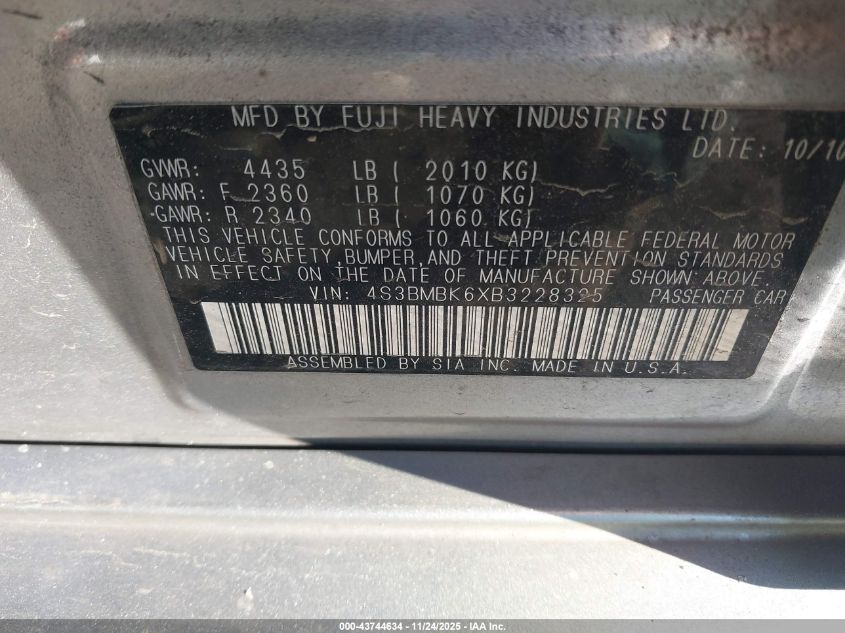 MFD BY FUJI HEAVY INDUSTRIES LTD.
DATE: 10/10
GVWR: 4435 LB ( 2010 KG)
GAWR: F 2360 LB ( 1070 KG)
GAWR: R 2340 LB ( 1060 KG)
THIS VEHICLE CONFORMS TO ALL APPLICABLE FEDERAL MOTOR
VEHICLE SAFETY, BUMPER, AND THEFT PREVENTION STANDARDS
IN EFFECT ON THE DATE OF MANUFACTURE SHOWN ABOVE.
VIN: 4S3BMBK6XB3228325 PASSENGER CAR
ASSEMBLED BY SIA INC. MADE IN U.S.A.
000-43744634 - 11/24/2025 - IAA Inc.